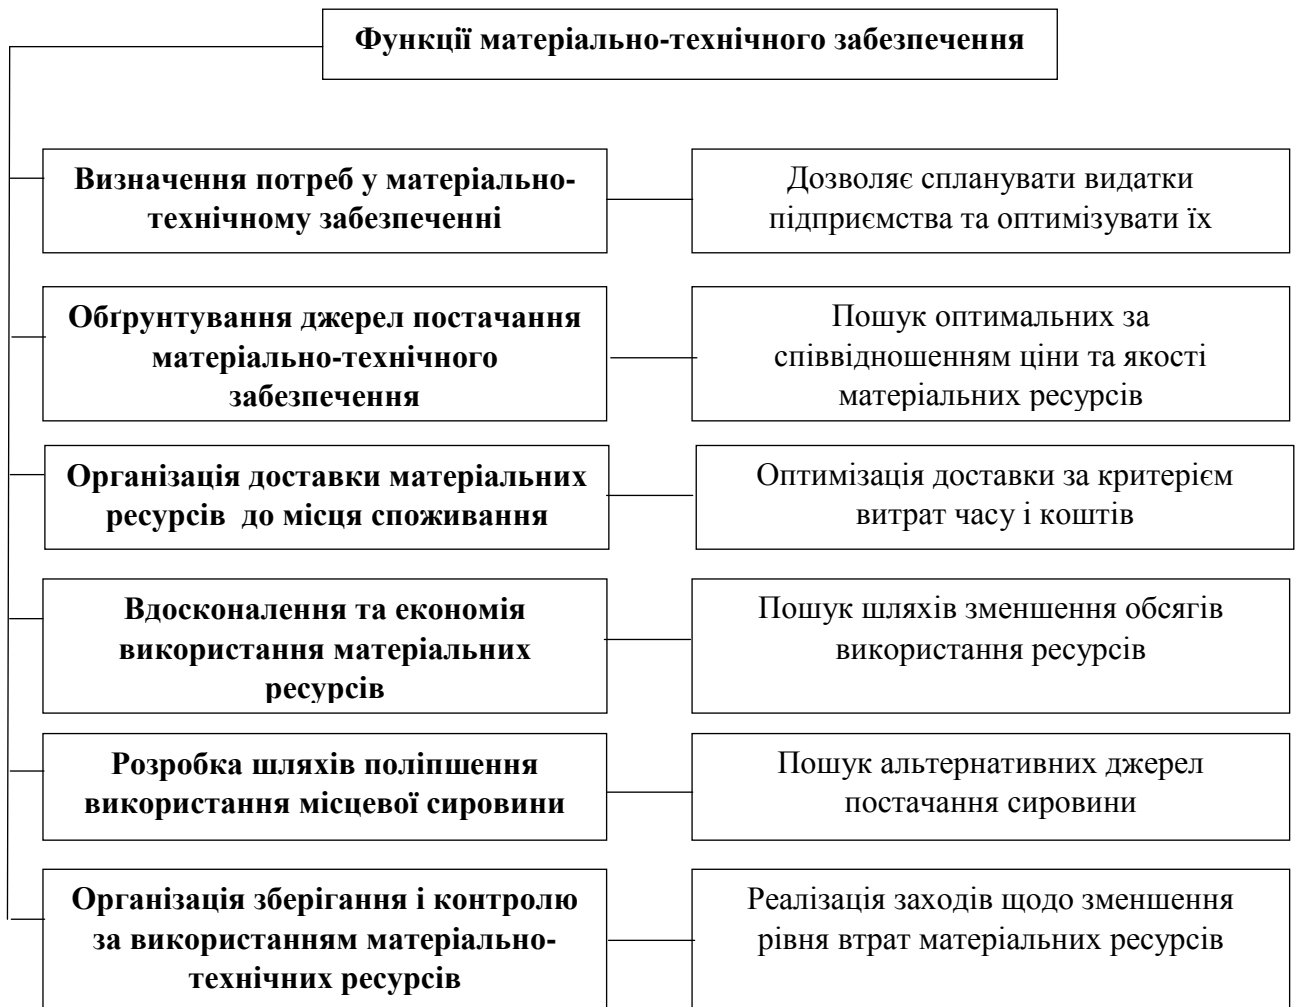 Функції матеріально-технічного забезпечення
Визначення потреб у матеріально-
технічному забезпеченні
Дозволяє спланувати видатки
підприємства та оптимізувати їх
Обґрунтування джерел постачання
матеріально-технічного
забезпечення
Пошук оптимальних за
співвідношенням ціни та якості
матеріальних ресурсів
Організація доставки матеріальних
ресурсів до місця споживання
Оптимізація доставки за критерієм
витрат часу і коштів
Вдосконалення та економія
використання матеріальних
ресурсів
Пошук шляхів зменшення обсягів
використання ресурсів
Розробка шляхів поліпшення
використання місцевої сировини
Пошук альтернативних джерел
постачання сировини
Організація зберігання і контролю
за використанням матеріально-
технічних ресурсів
Реалізація заходів щодо зменшення
рівня втрат матеріальних ресурсів